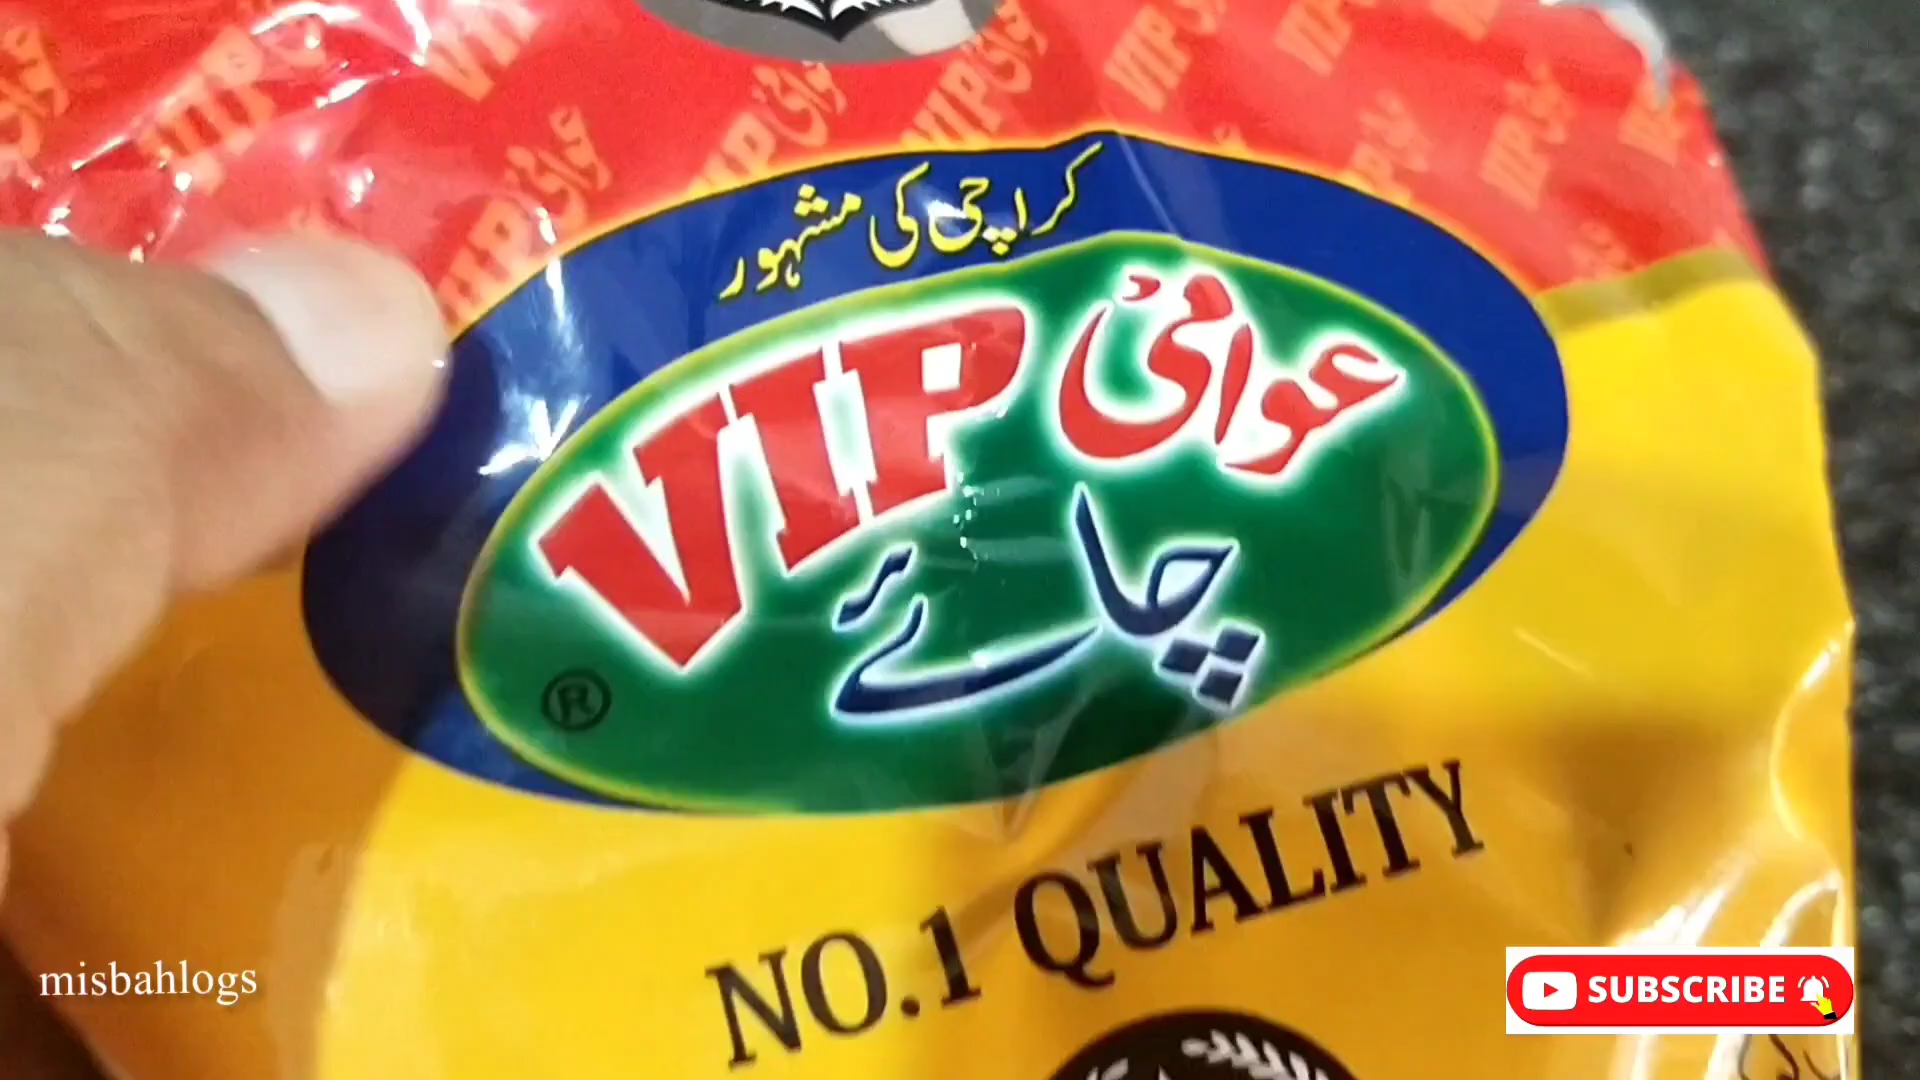 کراچی کی مشہور
عوامی VIP
چائے
®
NO.1 QUALITY
misbahlogs
SUBSCRIBE